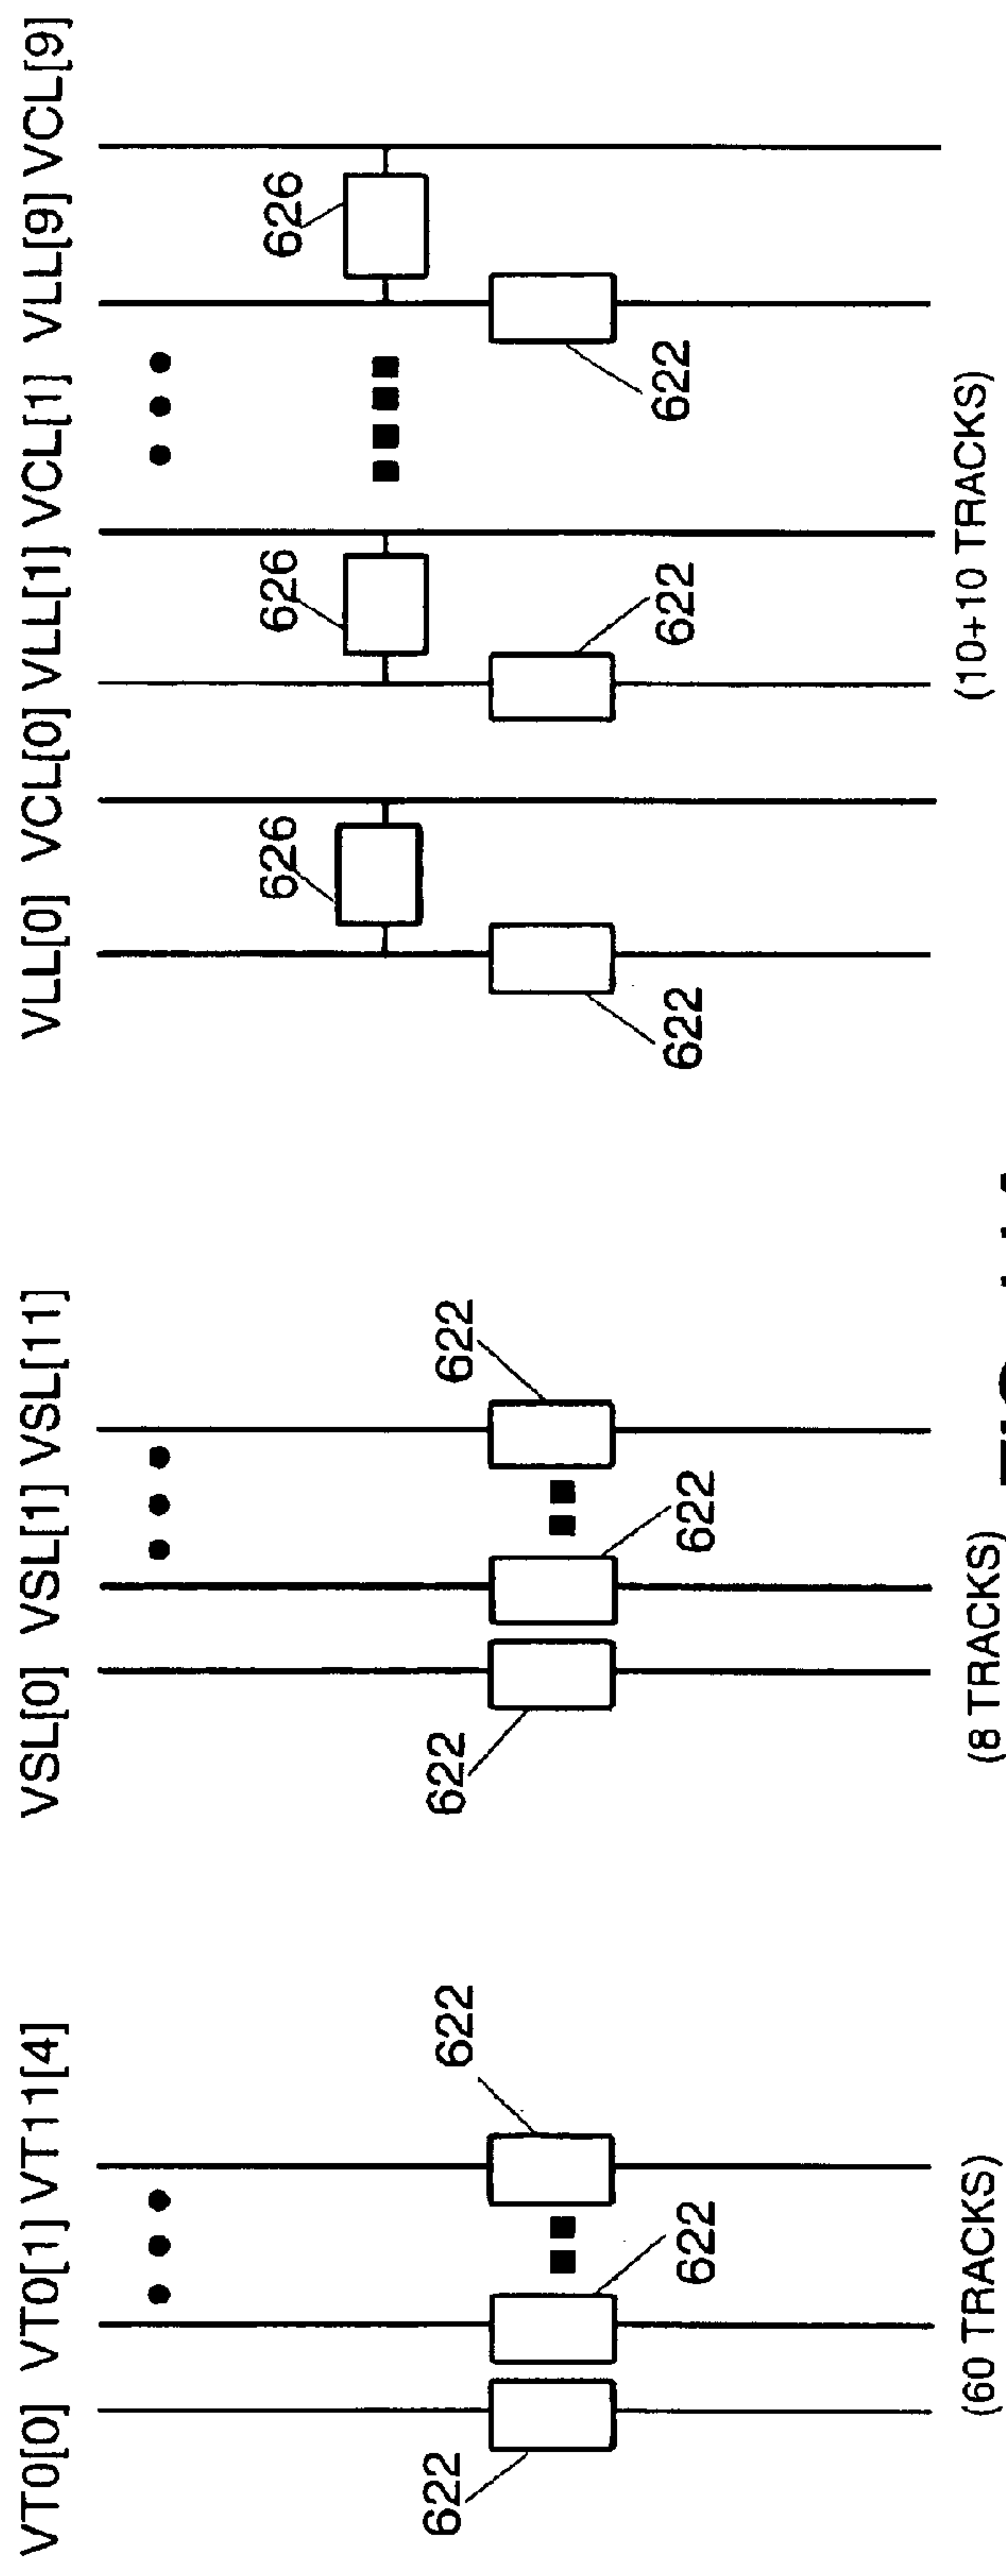 VT0[0] VT0[1] VT11[4] VSL[0] VSL[1] VSL[11] VLL[0] VCL[0] VLL[1] VCL[1] VLL[9] VCL[9]
626 626 626
622 622 622 622
622 622 622 622 622
(60 TRACKS) (8 TRACKS) (10+10 TRACKS)